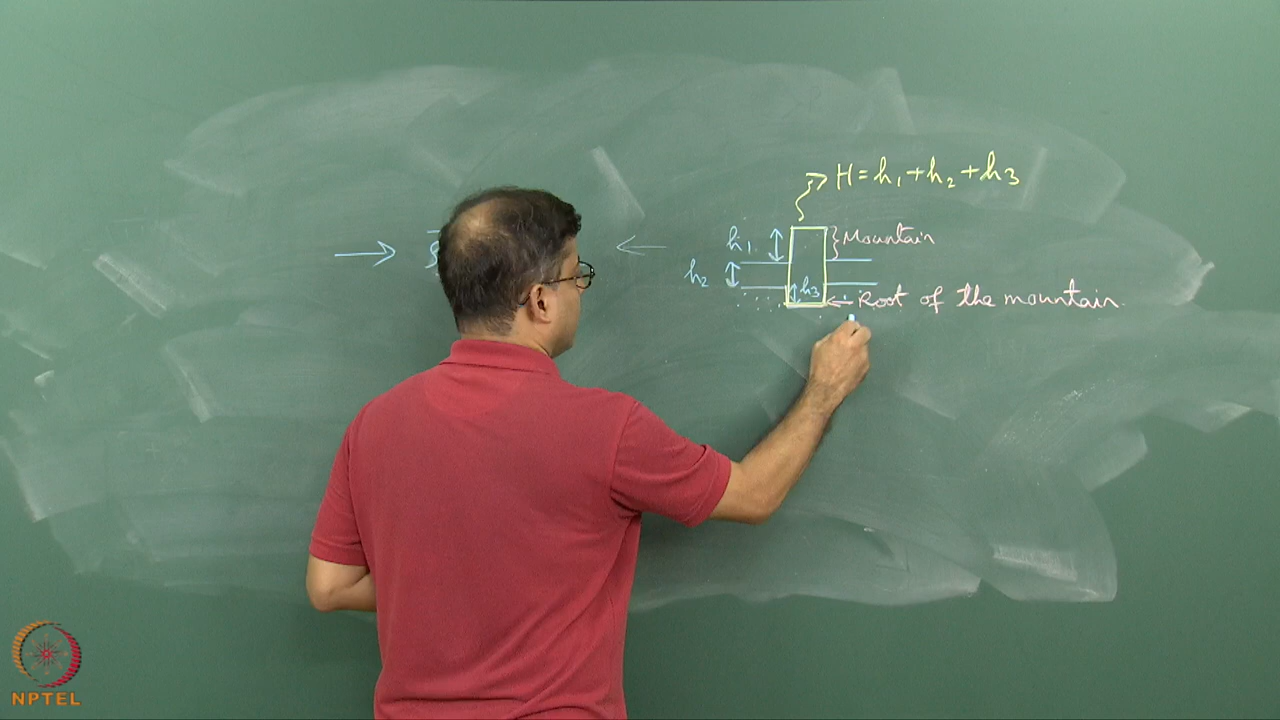 H = h₁ + h₂ + h₃
h₁
} Mountain
h₂
h₃
Root of the mountain
NPTEL